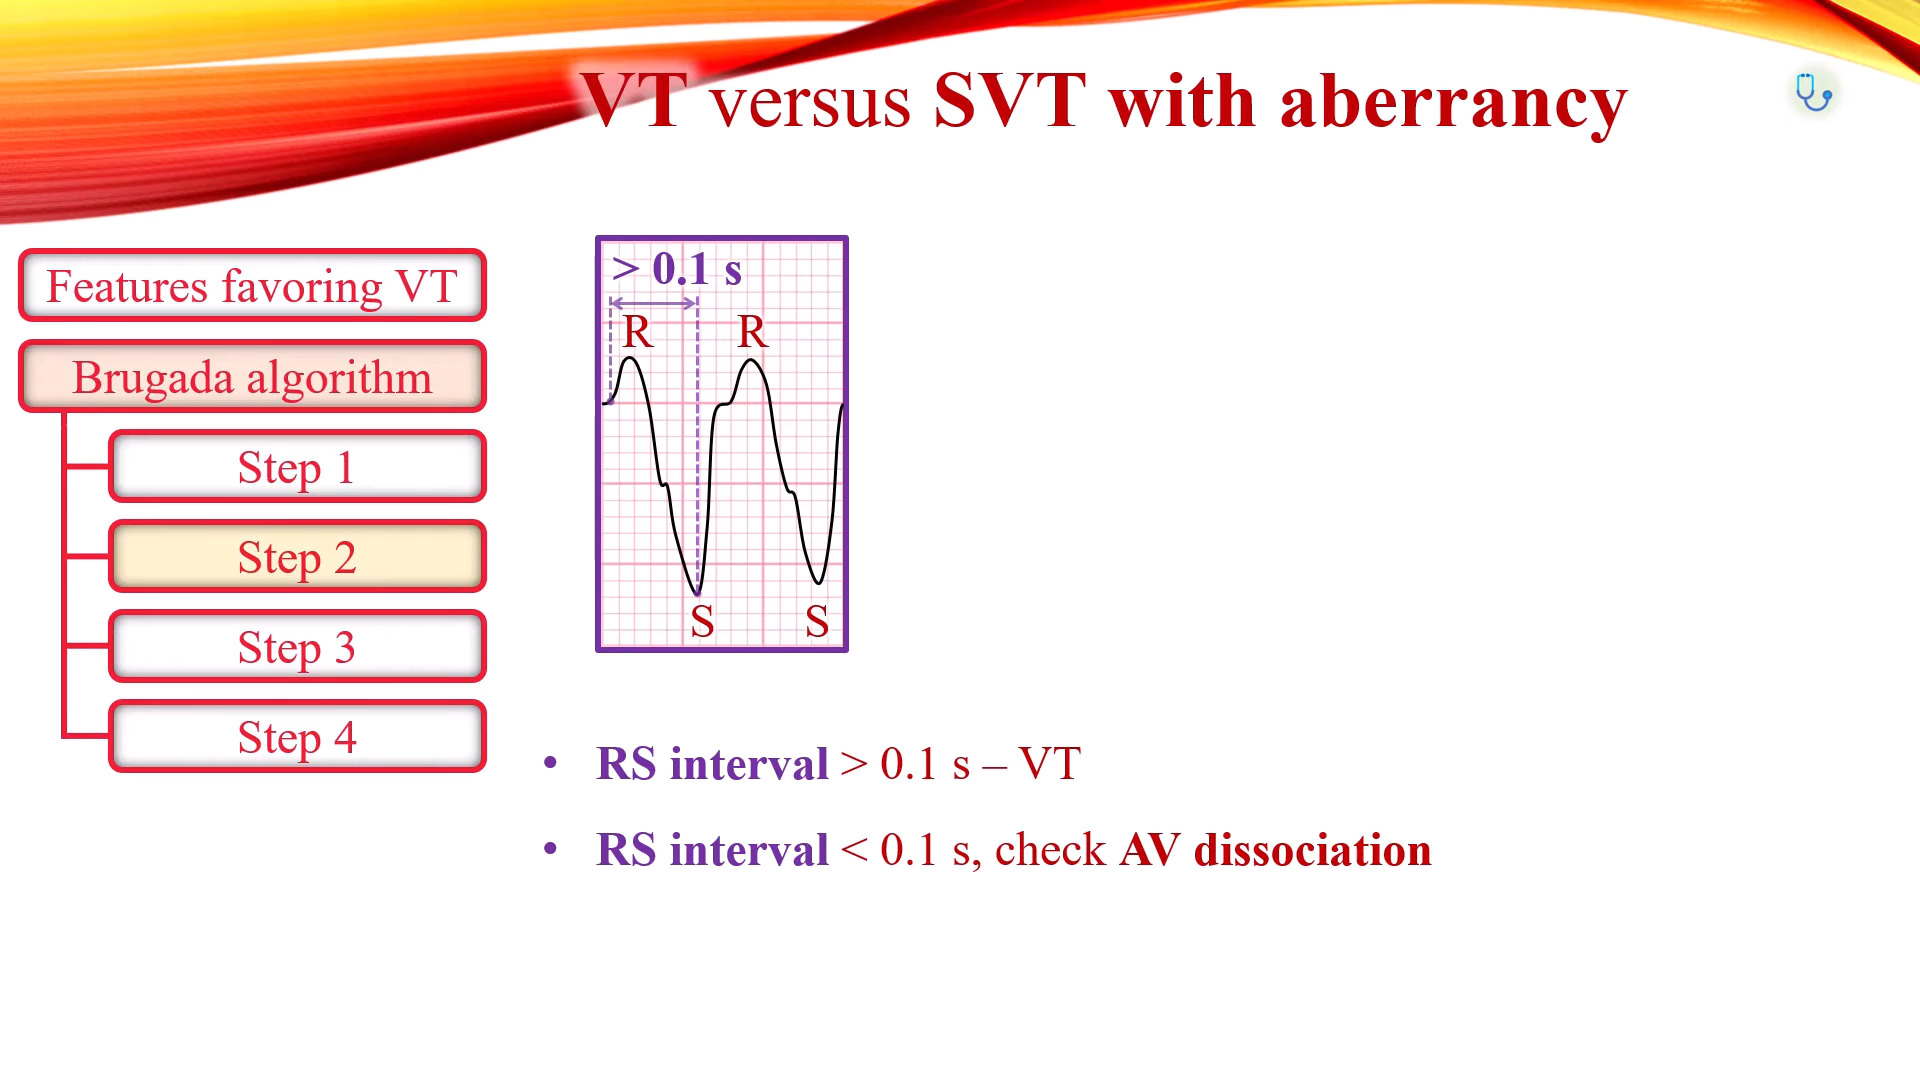 VT versus SVT with aberrancy
Features favoring VT
Brugada algorithm
Step 1
Step 2
Step 3
Step 4
> 0.1 s
R R
S S
• RS interval > 0.1 s – VT
• RS interval < 0.1 s, check AV dissociation